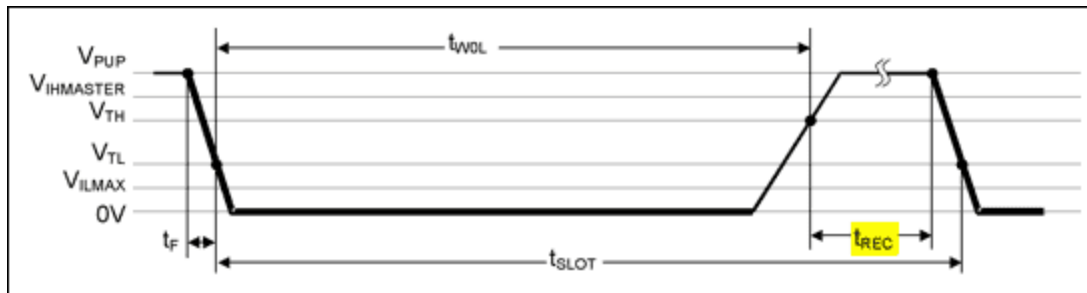 tW0L
VPUP
VIHMASTER
VTH
VTL
VILMAX
0V
tF
tREC
tSLOT